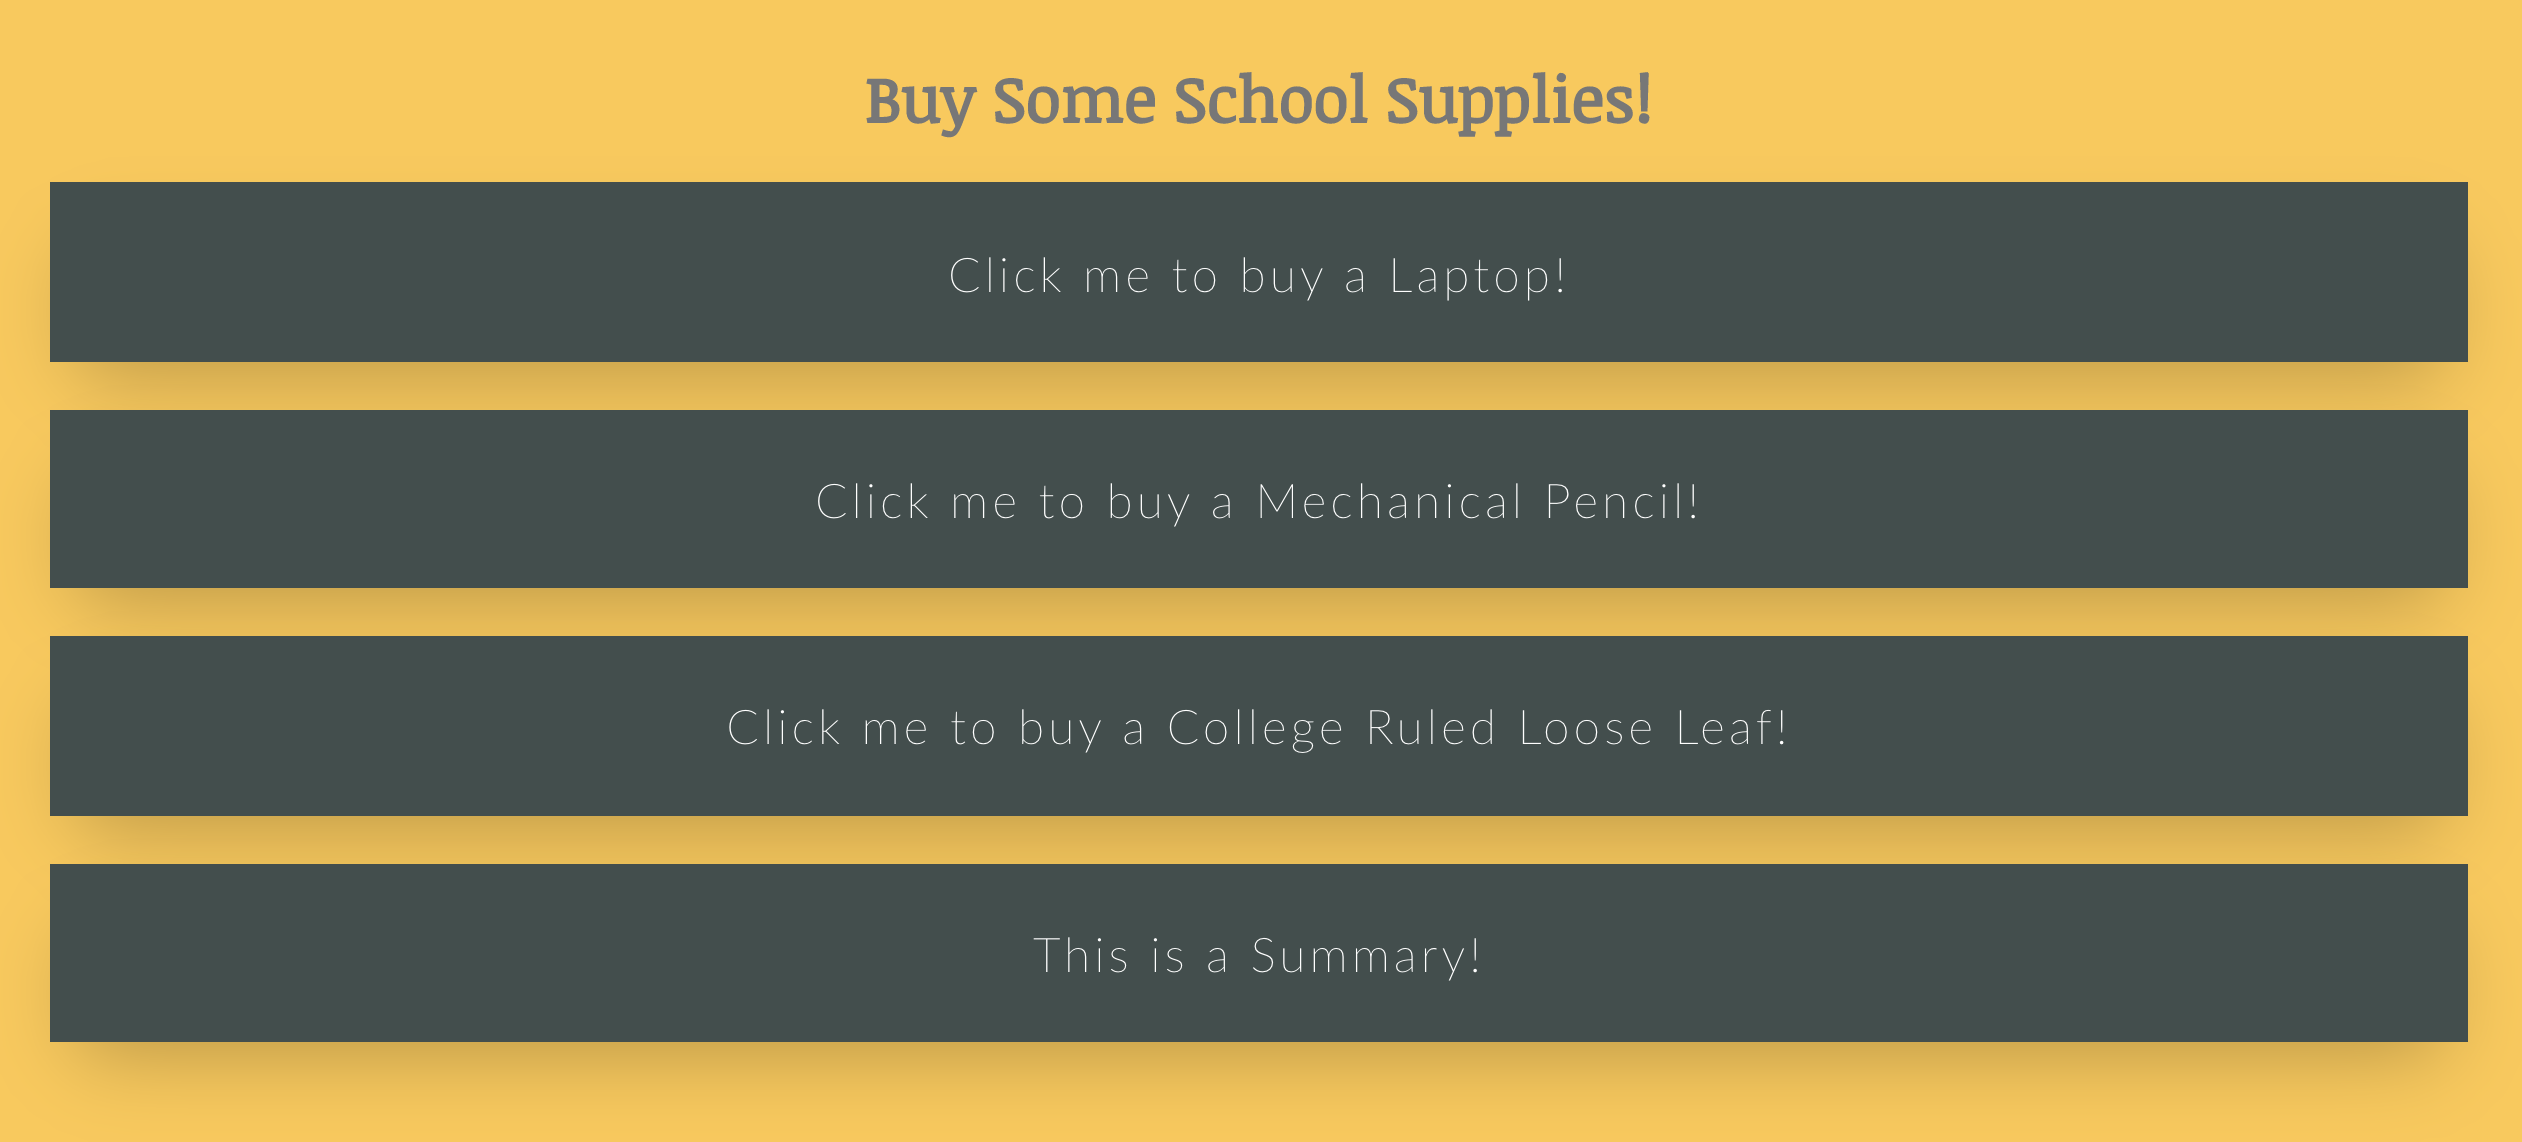 Buy Some School Supplies!
Click me to buy a Laptop!
Click me to buy a Mechanical Pencil!
Click me to buy a College Ruled Loose Leaf!
This is a Summary!